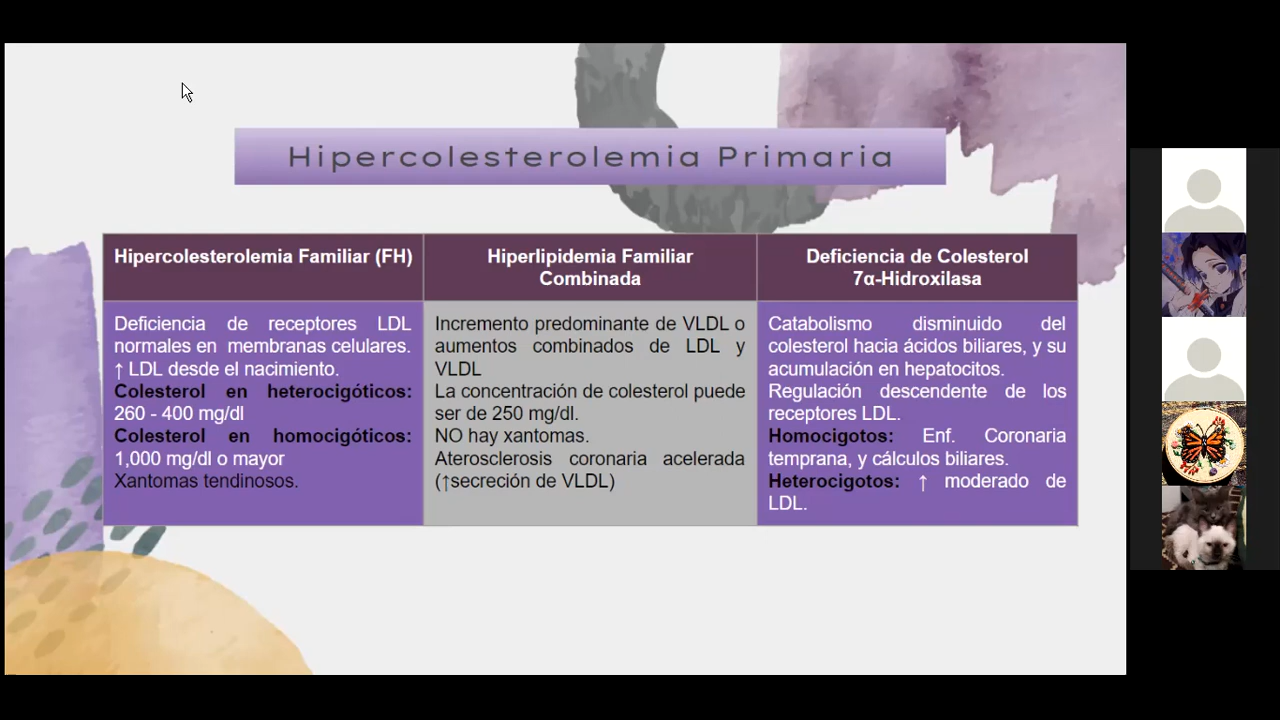 Hipercolesterolemia Primaria
Hipercolesterolemia Familiar (FH)
Deficiencia de receptores LDL
normales en membranas celulares.
↑ LDL desde el nacimiento.
Colesterol en heterocigóticos:
260 - 400 mg/dl
Colesterol en homocigóticos:
1,000 mg/dl o mayor
Xantomas tendinosos.
Hiperlipidemia Familiar
Combinada
Incremento predominante de VLDL o
aumentos combinados de LDL y
VLDL
La concentración de colesterol puede
ser de 250 mg/dl.
NO hay xantomas.
Aterosclerosis coronaria acelerada
(↑secreción de VLDL)
Deficiencia de Colesterol
7α-Hidroxilasa
Catabolismo disminuido del
colesterol hacia ácidos biliares, y su
acumulación en hepatocitos.
Regulación descendente de los
receptores LDL.
Homocigotos: Enf. Coronaria
temprana, y cálculos biliares.
Heterocigotos: ↑ moderado de
LDL.